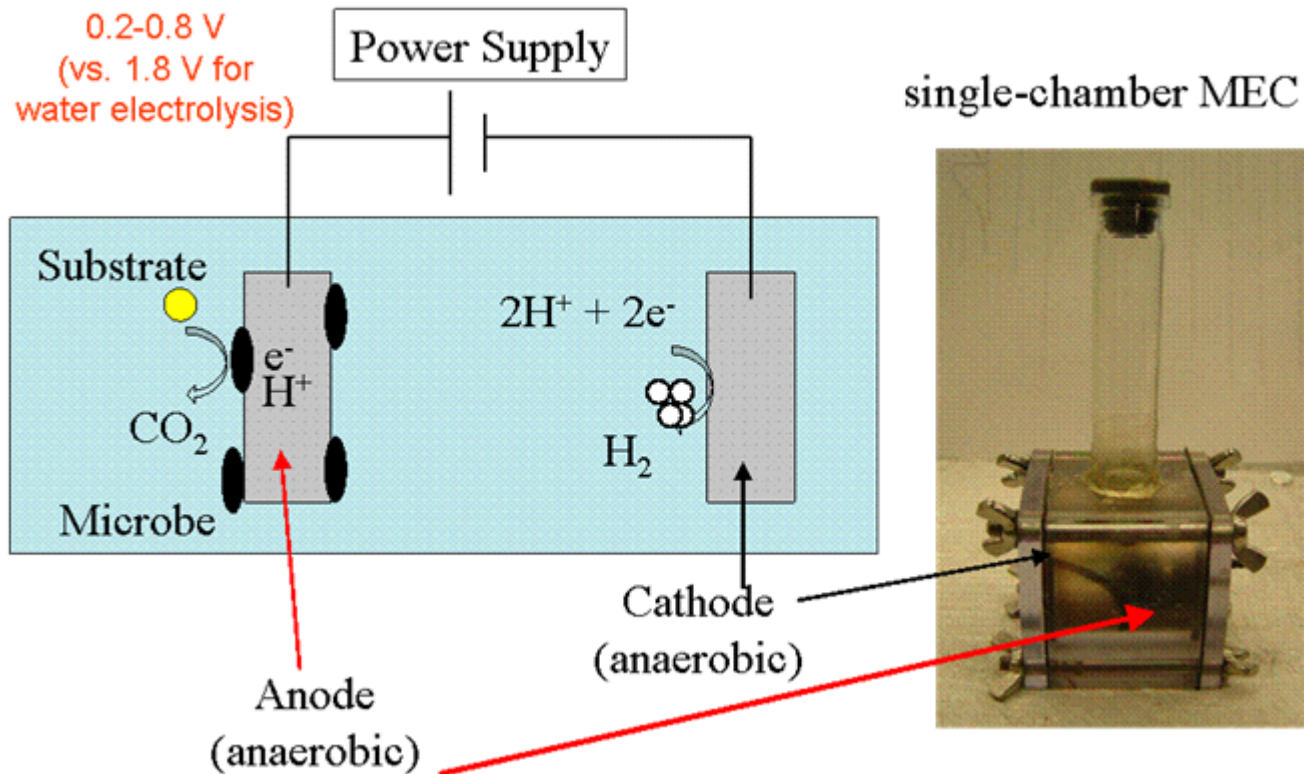 0.2-0.8 V
(vs. 1.8 V for
water electrolysis)
Power Supply
single-chamber MEC
Substrate
e⁻
H⁺
CO₂
Microbe
2H⁺ + 2e⁻
H₂
Cathode
(anaerobic)
Anode
(anaerobic)